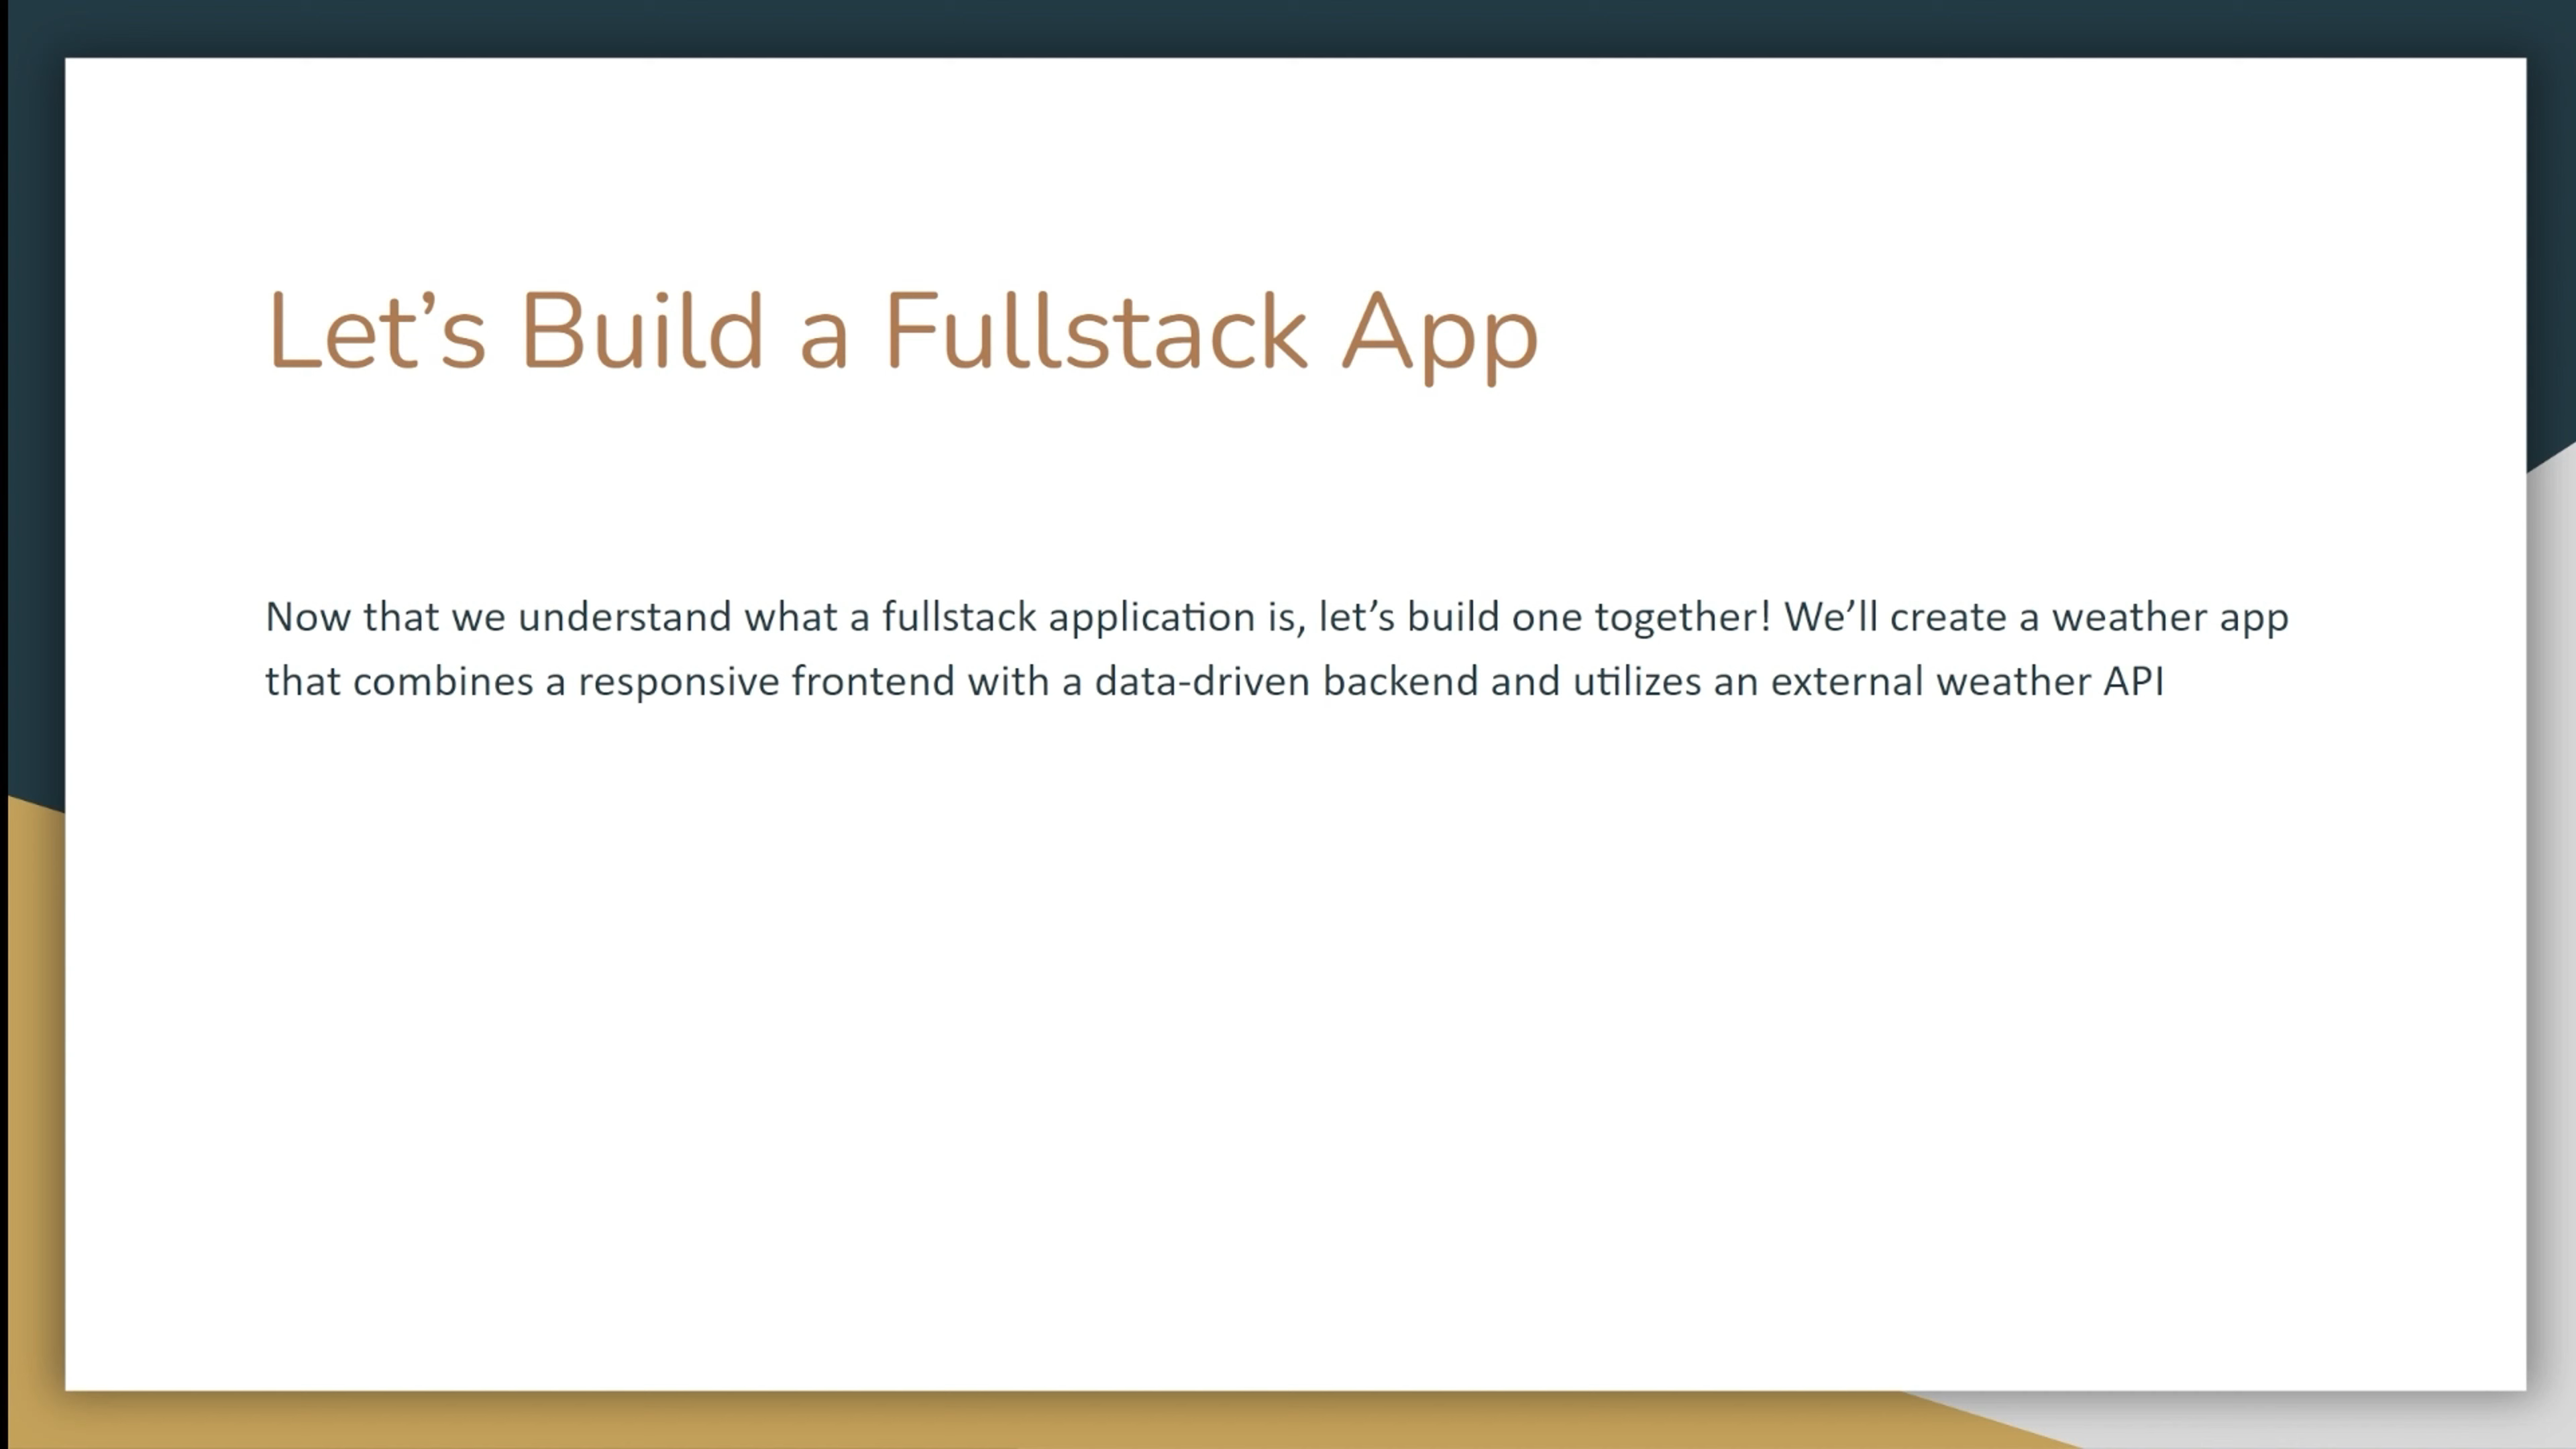 Let’s Build a Fullstack App
Now that we understand what a fullstack application is, let’s build one together! We’ll create a weather app
that combines a responsive frontend with a data-driven backend and utilizes an external weather API